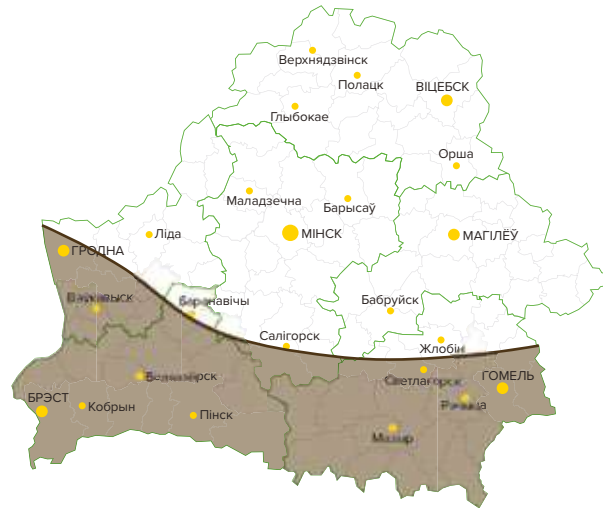 Верхнядзвінск
Полацк
ВІЦЕБСК
Глыбокае
Орша
Маладзечна
Барысаў
Ліда
МІНСК
МАГІЛЁЎ
ГРОДНА
Ваўкавыск
Баранавічы
Бабруйск
Салігорск
Жлобін
Белаазёрск
Светлагорск
ГОМЕЛЬ
БРЭСТ
Кобрын
Рэчыца
Пінск
Мазыр